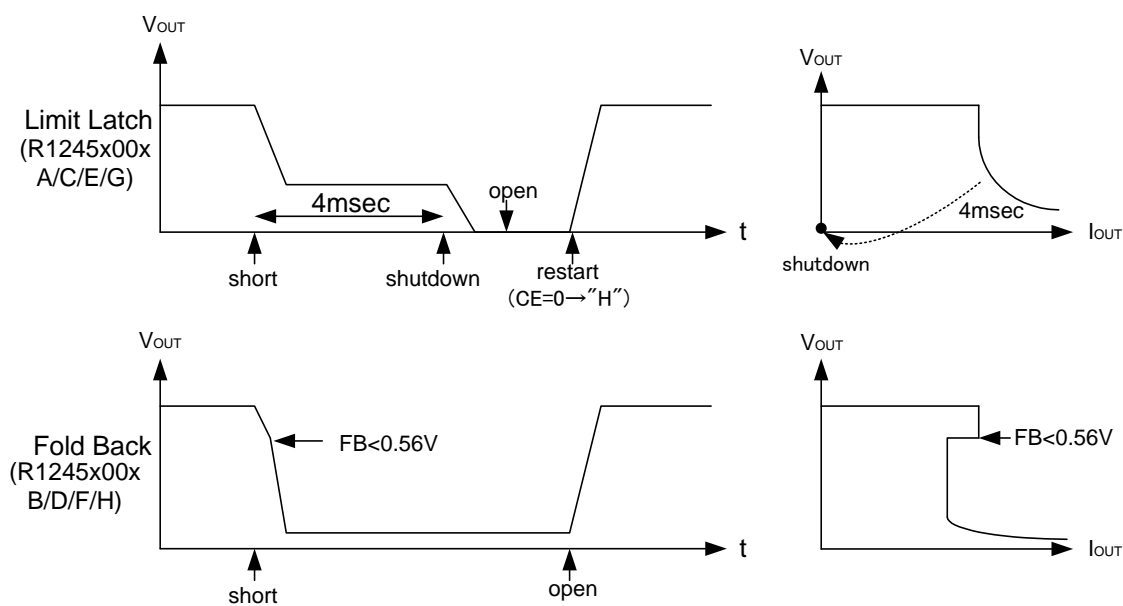 VOUT
Limit Latch
(R1245x00x
A/C/E/G)
4msec
open
t
short
shutdown
restart
(CE=0→"H")
VOUT
4msec
IOUT
shutdown
VOUT
Fold Back
(R1245x00x
B/D/F/H)
FB<0.56V
t
short
open
VOUT
FB<0.56V
IOUT